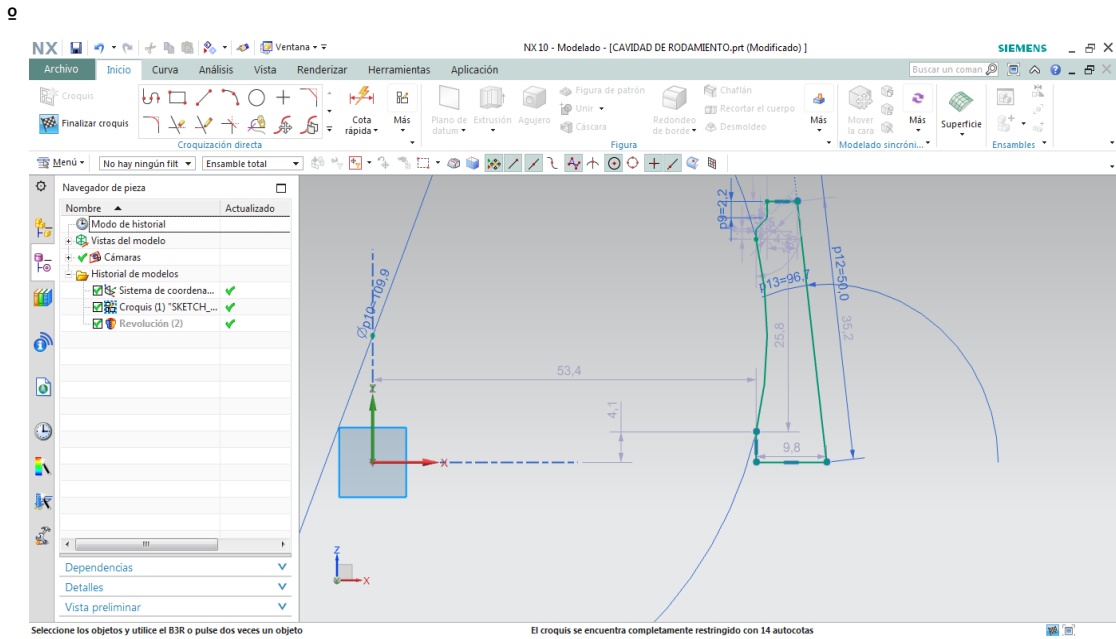 º
NX Ventana NX 10 - Modelado - [CAVIDAD DE RODAMIENTO.prt (Modificado) ] SIEMENS
Archivo Inicio Curva Análisis Vista Renderizar Herramientas Aplicación Buscar un coman
Croquis
Finalizar croquis
Croquización directa
Cota rápida
Más
Plano de datum
Extrusión
Agujero
Figura de patrón
Unir
Cáscara
Redondeo de borde
Chaflán
Recortar el cuerpo
Desmoldeo
Más
Figura
Mover la cara
Más
Modelado sincróni...
Superficie
Ensambles
Menú No hay ningún filt Ensamble total
Navegador de pieza
Nombre Actualizado
Modo de historial
Vistas del modelo
Cámaras
Historial de modelos
Sistema de coordena...
Croquis (1) "SKETCH_...
Revolución (2)
Dependencias
Detalles
Vista preliminar
p9=2,2
p12=50,0
p13=96,7
Øp10=109,9
35,2
25,8
53,4
4,1
9,8
Y
X
Z
X
Seleccione los objetos y utilice el B3R o pulse dos veces un objeto El croquis se encuentra completamente restringido con 14 autocotas